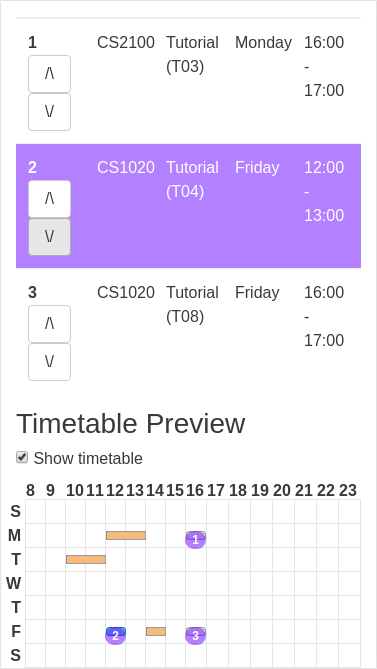 1 CS2100 Tutorial Monday 16:00
/\ (T03) -
\/ 17:00
2 CS1020 Tutorial Friday 12:00
/\ (T04) -
\/ 13:00
3 CS1020 Tutorial Friday 16:00
/\ (T08) -
\/ 17:00
Timetable Preview
Show timetable
8 9 10 11 12 13 14 15 16 17 18 19 20 21 22 23
S
M 1
T
W
T
F 2 3
S